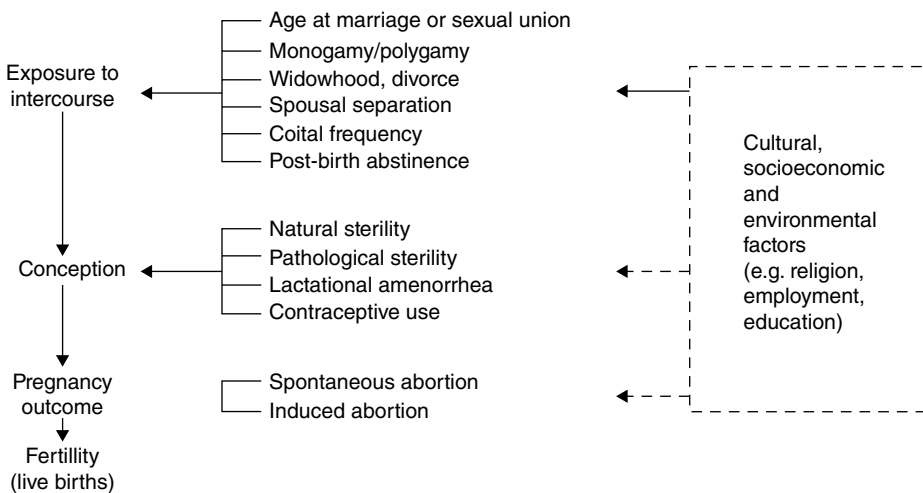 Age at marriage or sexual union
Monogamy/polygamy
Widowhood, divorce
Spousal separation
Coital frequency
Post-birth abstinence
Exposure to
intercourse
Natural sterility
Pathological sterility
Lactational amenorrhea
Contraceptive use
Conception
Spontaneous abortion
Induced abortion
Pregnancy
outcome
Fertillity
(live births)
Cultural,
socioeconomic
and
environmental
factors
(e.g. religion,
employment,
education)